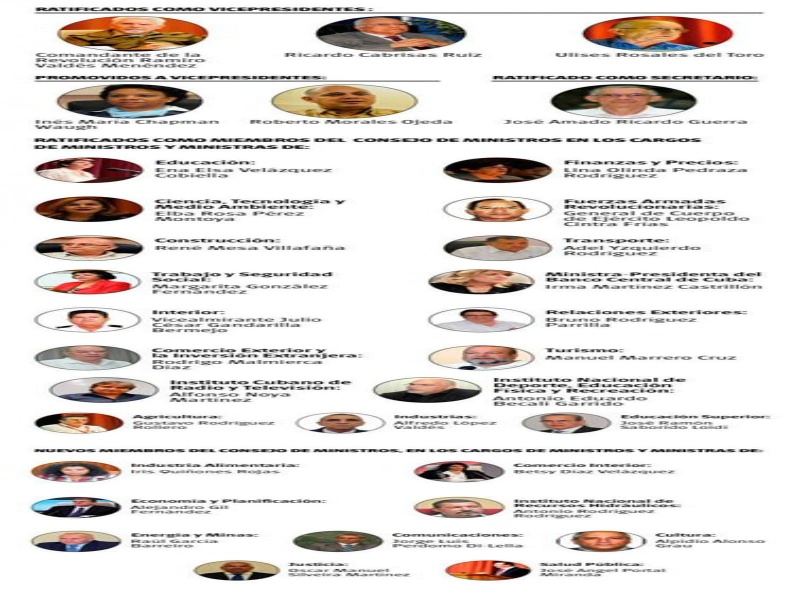 RATIFICADOS COMO VICEPRESIDENTES:
Comandante de la
Revolución Ramiro
Valdés Menéndez
Ricardo Cabrisas Ruiz
Ulises Rosales del Toro
PROMOVIDOS A VICEPRESIDENTES:
RATIFICADO COMO SECRETARIO:
Inés María Chapman
Waugh
Roberto Morales Ojeda
José Amado Ricardo Guerra
RATIFICADOS COMO MIEMBROS DEL CONSEJO DE MINISTROS EN LOS CARGOS
DE MINISTROS Y MINISTRAS DE:
Educación:
Ena Elsa Velázquez
Cobiella
Finanzas y Precios:
Lina Olinda Pedraza
Rodríguez
Ciencia, Tecnología y
Medio Ambiente:
Elba Rosa Pérez
Montoya
Fuerzas Armadas
Revolucionarias:
General de Cuerpo
de Ejército Leopoldo
Cintra Frías
Construcción:
René Mesa Villafaña
Transporte:
Adel Yzquierdo
Rodríguez
Trabajo y Seguridad
Social:
Margarita González
Fernández
Ministra-Presidenta del
Banco Central de Cuba:
Irma Martínez Castrillón
Interior:
Vicealmirante Julio
César Gandarilla
Bermejo
Relaciones Exteriores:
Bruno Rodríguez
Parrilla
Comercio Exterior y
la Inversión Extranjera:
Rodrigo Malmierca
Díaz
Turismo:
Manuel Marrero Cruz
Instituto Cubano de
Radio y Televisión:
Alfonso Noya
Martínez
Instituto Nacional de
Deporte, Educación
Física y Recreación:
Antonio Eduardo
Becali Garrido
Agricultura:
Gustavo Rodríguez
Rollero
Industrias:
Alfredo López
Valdés
Educación Superior:
José Ramón
Saborido Loidi
NUEVOS MIEMBROS DEL CONSEJO DE MINISTROS, EN LOS CARGOS DE MINISTROS Y MINISTRAS DE:
Industria Alimentaria:
Iris Quiñones Rojas
Comercio Interior:
Betsy Díaz Velázquez
Economía y Planificación:
Alejandro Gil
Fernández
Instituto Nacional de
Recursos Hidráulicos:
Antonio Rodríguez
Rodríguez
Energía y Minas:
Raúl García
Barreiro
Comunicaciones:
Jorge Luis
Perdomo Di-Lella
Cultura:
Alpidio Alonso
Grau
Justicia:
Oscar Manuel
Silveira Martínez
Salud Pública:
José Ángel Portal
Miranda